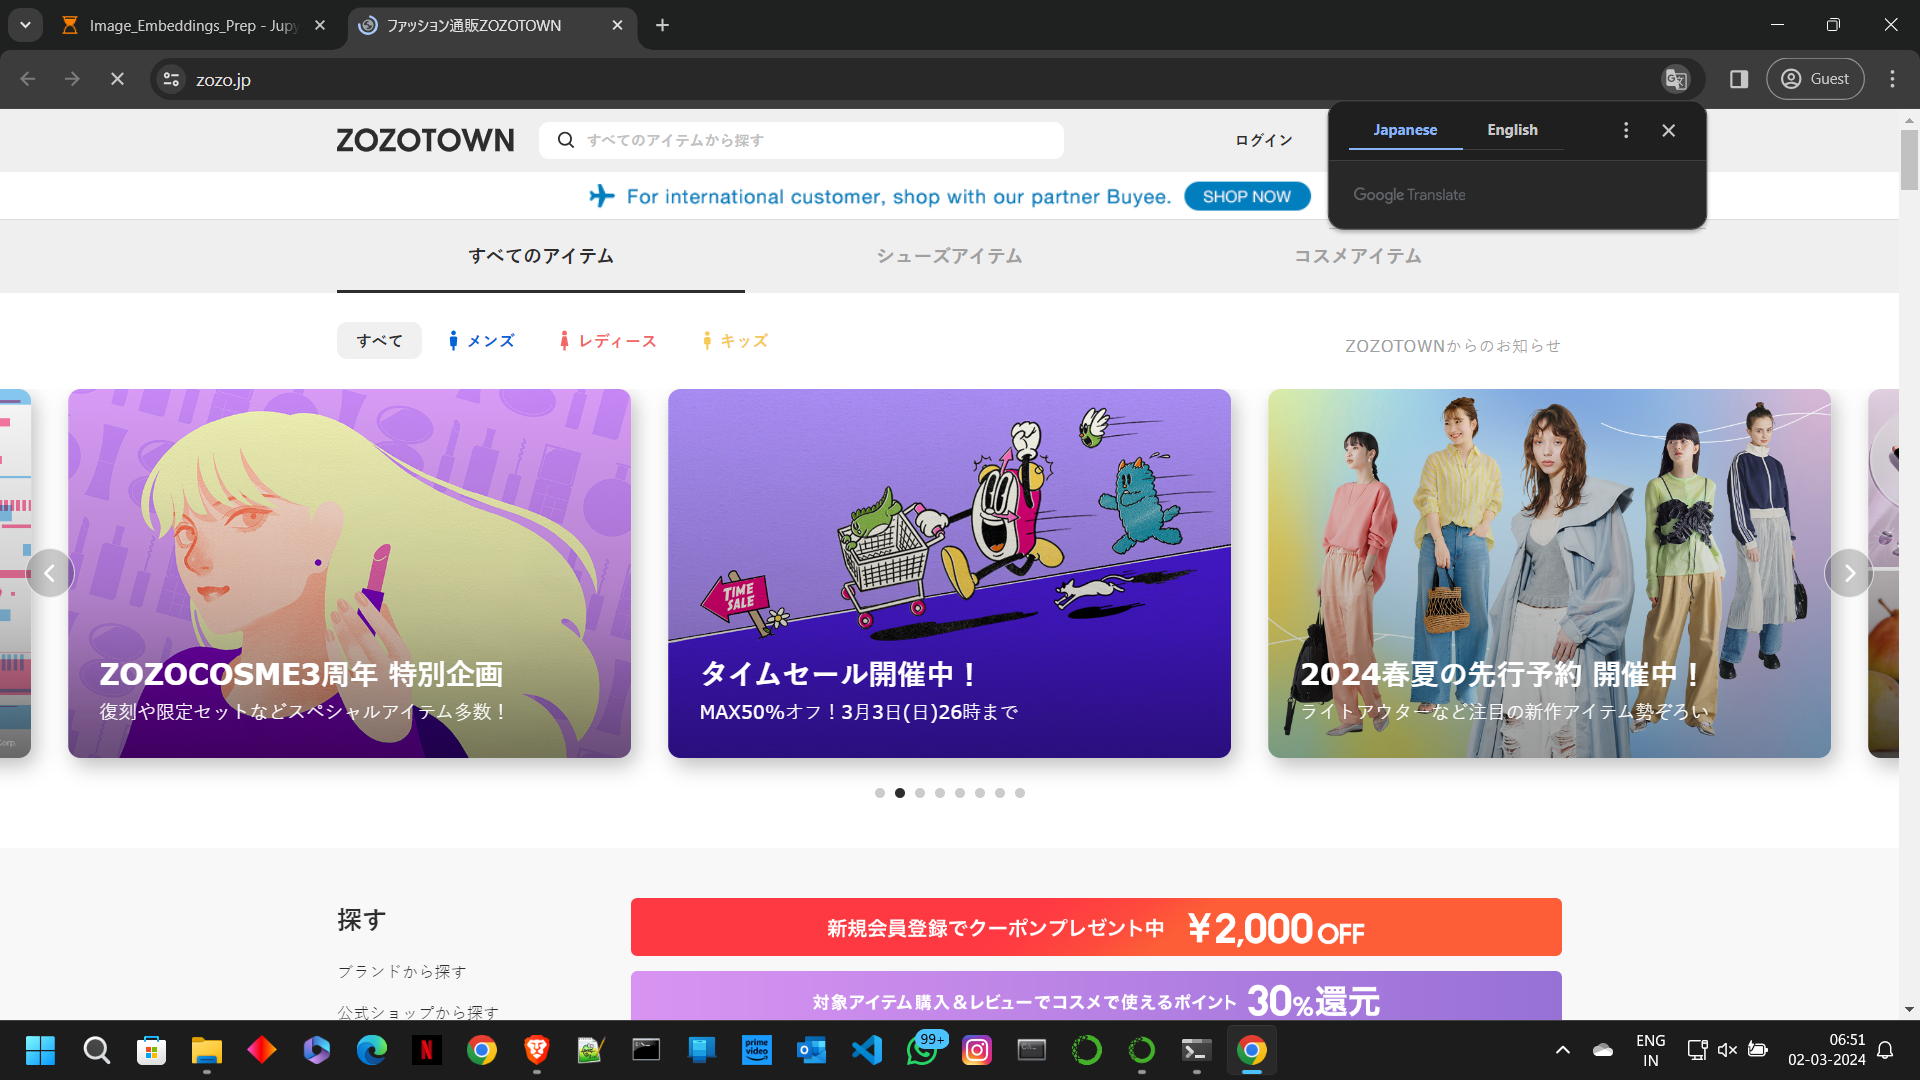 Image_Embeddings_Prep - Jupy
ファッション通販ZOZOTOWN
zozo.jp
Guest
Japanese
English
Google Translate
ZOZOTOWN
すべてのアイテムから探す
ログイン
For international customer, shop with our partner Buyee.
SHOP NOW
すべてのアイテム
シューズアイテム
コスメアイテム
すべて
メンズ
レディース
キッズ
ZOZOTOWNからのお知らせ
Corp.
ZOZOCOSME3周年 特別企画
復刻や限定セットなどスペシャルアイテム多数！
TIME
SALE
タイムセール開催中！
MAX50%オフ！3月3日(日)26時まで
2024春夏の先行予約 開催中！
ライトアウターなど注目の新作アイテム勢ぞろい
探す
ブランドから探す
公式ショップから探す
新規会員登録でクーポンプレゼント中 ¥2,000 OFF
対象アイテム購入＆レビューでコスメで使えるポイント 30%還元
prime
video
99+
ENG
IN
06:51
02-03-2024